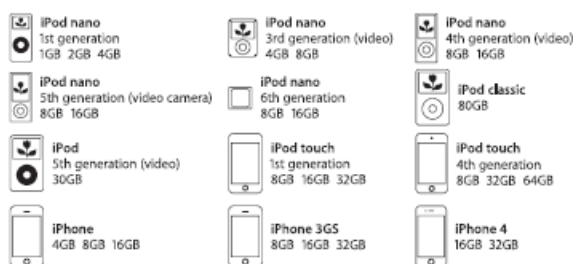 iPod nano
1st generation
1GB 2GB 4GB
iPod nano
3rd generation (video)
4GB 8GB
iPod nano
4th generation (video)
8GB 16GB
iPod nano
5th generation (video camera)
8GB 16GB
iPod nano
6th generation
8GB 16GB
iPod classic
80GB
iPod
5th generation (video)
30GB
iPod touch
1st generation
8GB 16GB 32GB
iPod touch
4th generation
8GB 32GB 64GB
iPhone
4GB 8GB 16GB
iPhone 3GS
8GB 16GB 32GB
iPhone 4
16GB 32GB